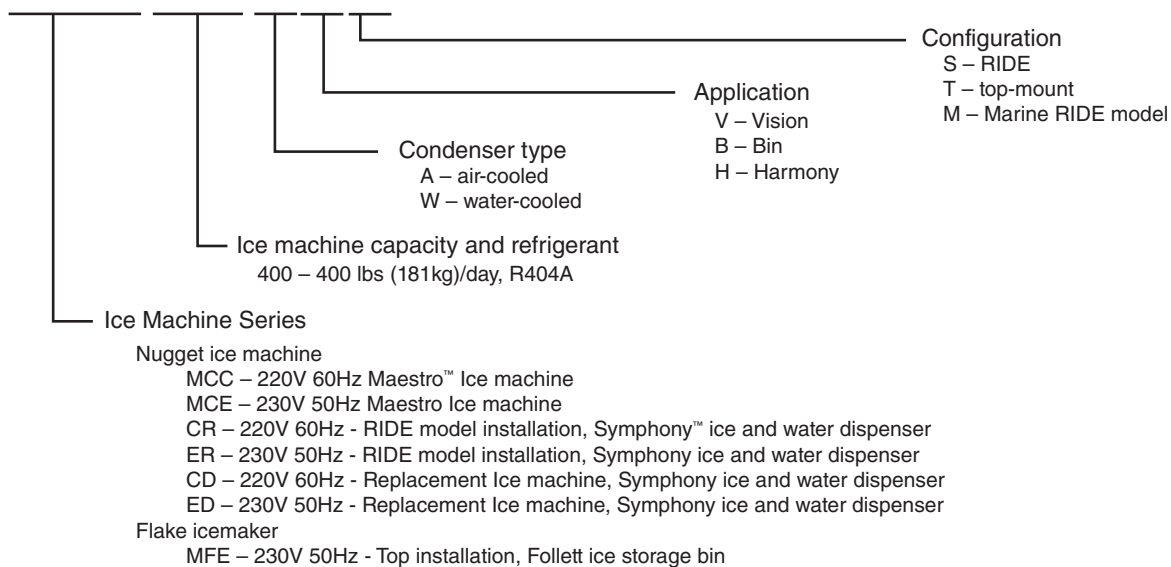 Configuration
S – RIDE
T – top-mount
M – Marine RIDE model
Application
V – Vision
B – Bin
H – Harmony
Condenser type
A – air-cooled
W – water-cooled
Ice machine capacity and refrigerant
400 – 400 lbs (181kg)/day, R404A
Ice Machine Series
Nugget ice machine
MCC – 220V 60Hz Maestro™ Ice machine
MCE – 230V 50Hz Maestro Ice machine
CR – 220V 60Hz - RIDE model installation, Symphony™ ice and water dispenser
ER – 230V 50Hz - RIDE model installation, Symphony ice and water dispenser
CD – 220V 60Hz - Replacement Ice machine, Symphony ice and water dispenser
ED – 230V 50Hz - Replacement Ice machine, Symphony ice and water dispenser
Flake icemaker
MFE – 230V 50Hz - Top installation, Follett ice storage bin